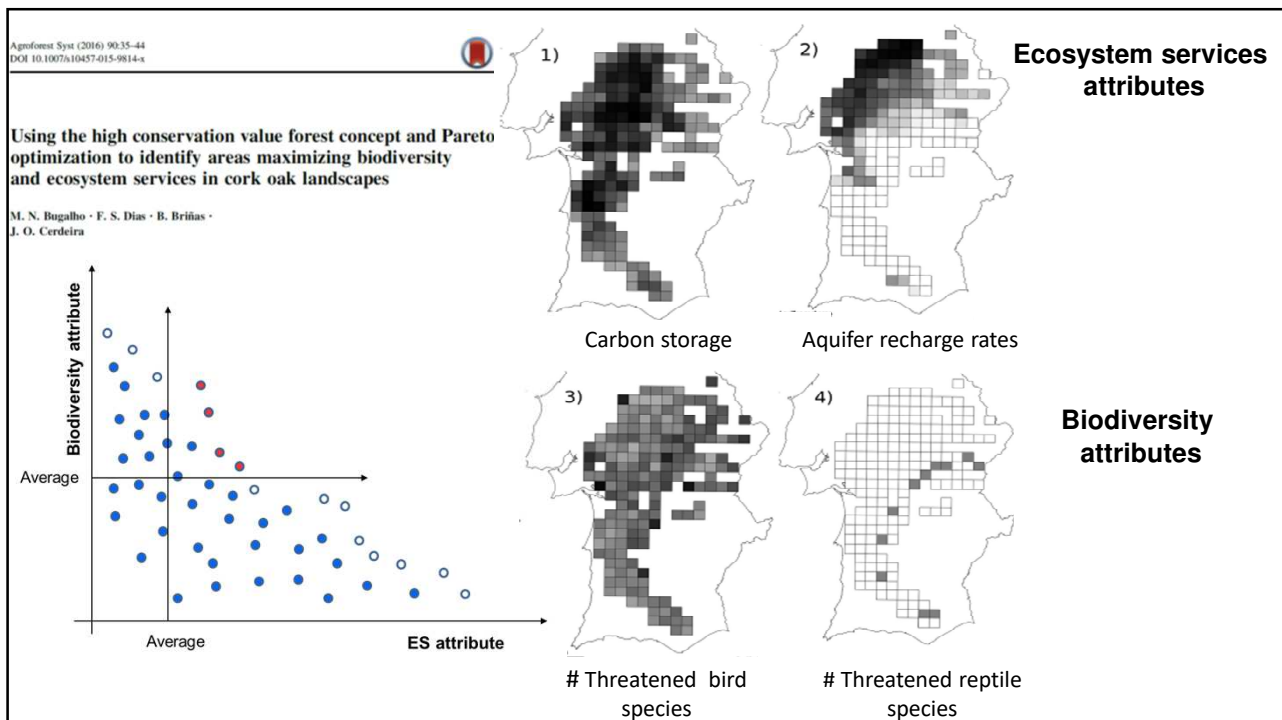 Agroforest Syst (2016) 90:35–44
DOI 10.1007/s10457-015-9814-x
Using the high conservation value forest concept and Pareto
optimization to identify areas maximizing biodiversity
and ecosystem services in cork oak landscapes
M. N. Bugalho · F. S. Dias · B. Briñas ·
J. O. Cerdeira
Biodiversity attribute
Average
Average
ES attribute
1)
2)
Ecosystem services
attributes
Carbon storage
Aquifer recharge rates
3)
4)
Biodiversity
attributes
# Threatened bird
species
# Threatened reptile
species